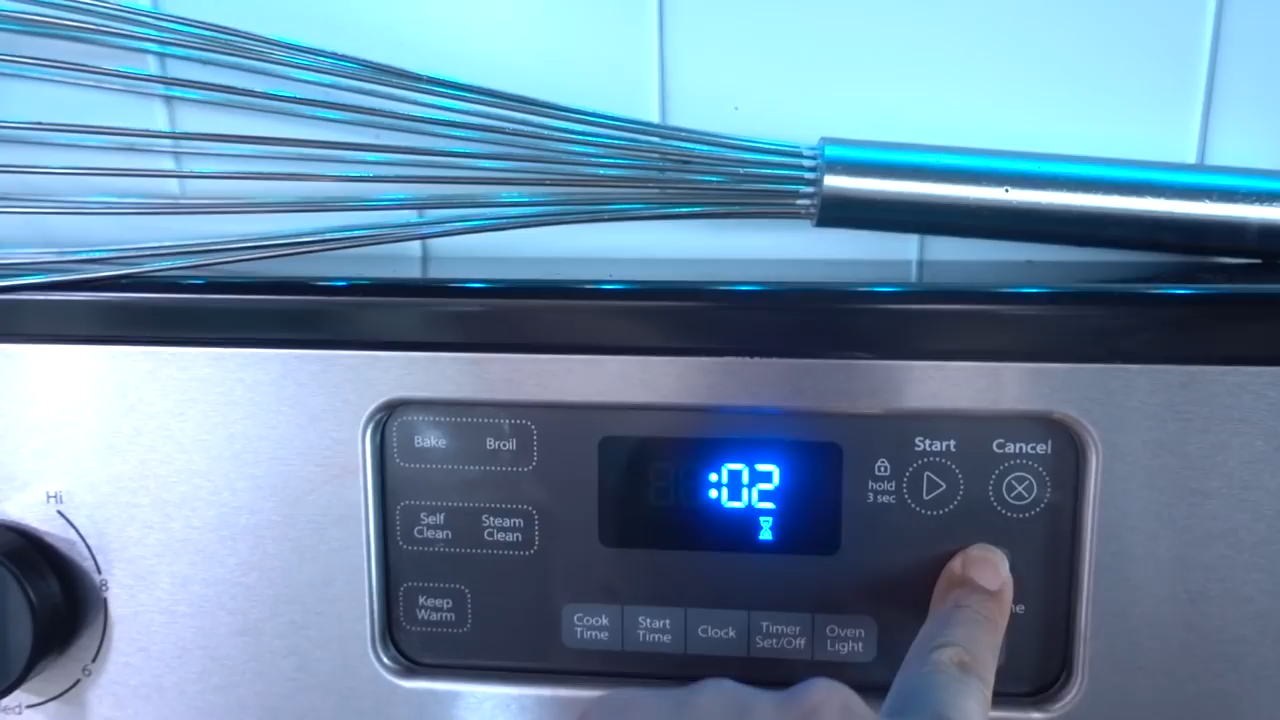 Bake Broil
Self Clean
Steam Clean
Keep Warm
:02
Start
Cancel
hold
3 sec
Cook Time
Start Time
Clock
Timer Set/Off
Oven Light
Hi
8
6